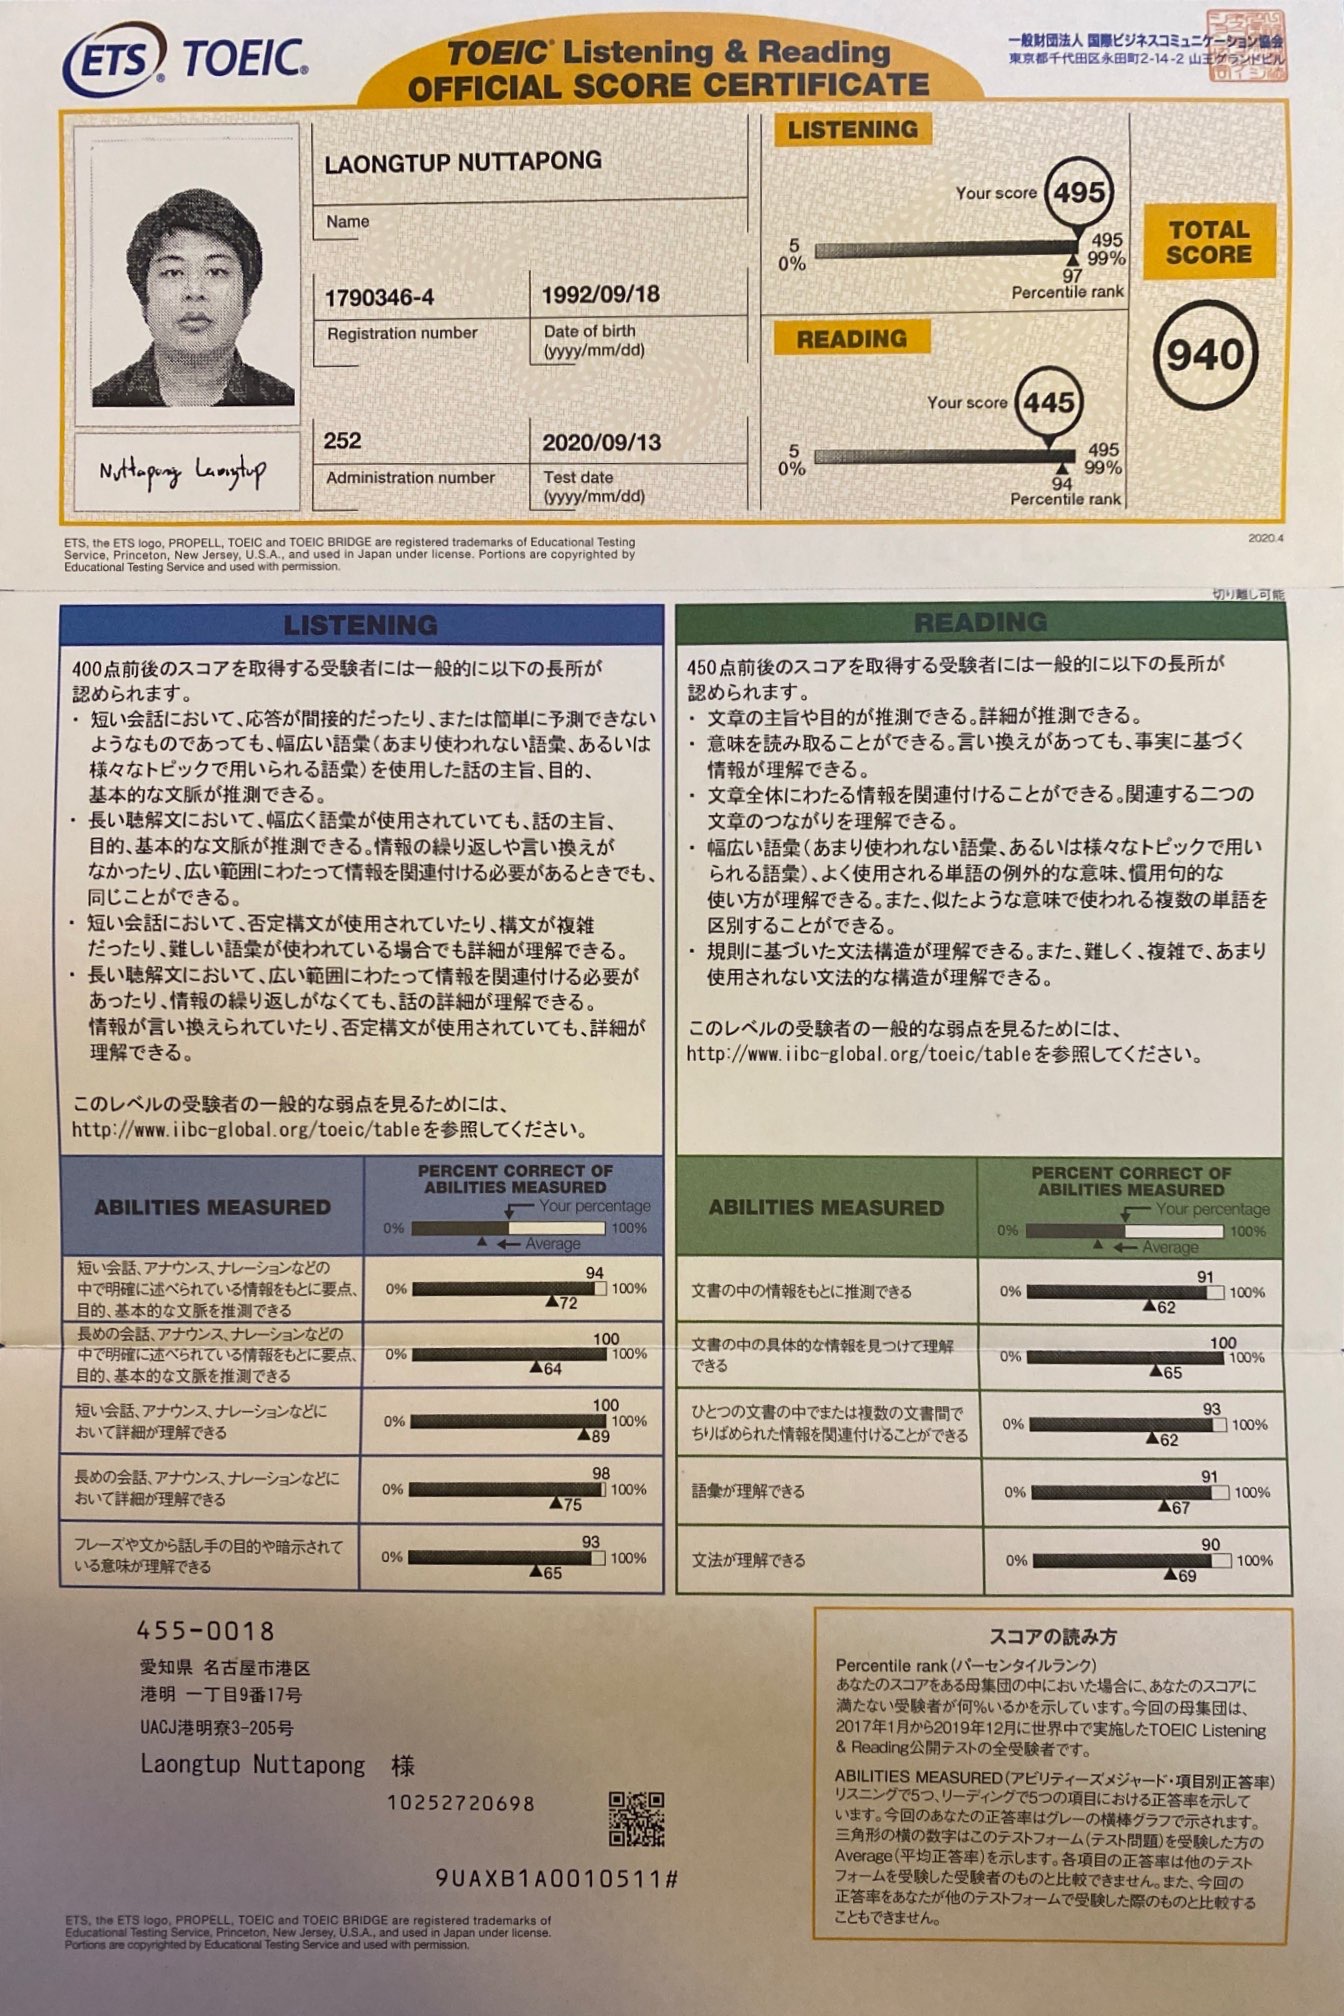 ETS® TOEIC®
TOEIC® Listening & Reading
OFFICIAL SCORE CERTIFICATE
一般財団法人 国際ビジネスコミュニケーション協会
東京都千代田区永田町2-14-2 山王グランドビル
LAONGTUP NUTTAPONG
Name
1790346-4
Registration number
1992/09/18
Date of birth
(yyyy/mm/dd)
252
Administration number
2020/09/13
Test date
(yyyy/mm/dd)
Nuttapong Laongtup
LISTENING
Your score 495
5
0%
495
99%
97
Percentile rank
READING
Your score 445
5
0%
495
99%
94
Percentile rank
TOTAL
SCORE
940
ETS, the ETS logo, PROPELL, TOEIC and TOEIC BRIDGE are registered trademarks of Educational Testing
Service, Princeton, New Jersey, U.S.A., and used in Japan under license. Portions are copyrighted by
Educational Testing Service and used with permission.
2020.4
切り離し可能
LISTENING
400点前後のスコアを取得する受験者には一般的に以下の長所が
認められます。
・ 短い会話において、応答が間接的だったり、または簡単に予測できない
ようなものであっても、幅広い語彙（あまり使われない語彙、あるいは
様々なトピックで用いられる語彙）を使用した話の主旨、目的、
基本的な文脈が推測できる。
・ 長い聴解文において、幅広く語彙が使用されていても、話の主旨、
目的、基本的な文脈が推測できる。情報の繰り返しや言い換えが
なかったり、広い範囲にわたって情報を関連付ける必要があるときでも、
同じことができる。
・ 短い会話において、否定構文が使用されていたり、構文が複雑
だったり、難しい語彙が使われている場合でも詳細が理解できる。
・ 長い聴解文において、広い範囲にわたって情報を関連付ける必要が
あったり、情報の繰り返しがなくても、話の詳細が理解できる。
情報が言い換えられていたり、否定構文が使用されていても、詳細が
理解できる。
このレベルの受験者の一般的な弱点を見るためには、
http://www.iibc-global.org/toeic/tableを参照してください。
READING
450点前後のスコアを取得する受験者には一般的に以下の長所が
認められます。
・ 文章の主旨や目的が推測できる。詳細が推測できる。
・ 意味を読み取ることができる。言い換えがあっても、事実に基づく
情報が理解できる。
・ 文章全体にわたる情報を関連付けることができる。関連する二つの
文章のつながりを理解できる。
・ 幅広い語彙（あまり使われない語彙、あるいは様々なトピックで用い
られる語彙）、よく使用される単語の例外的な意味、慣用句的な
使い方が理解できる。また、似たような意味で使われる複数の単語を
区別することができる。
・ 規則に基づいた文法構造が理解できる。また、難しく、複雑で、あまり
使用されない文法的な構造が理解できる。
このレベルの受験者の一般的な弱点を見るためには、
http://www.iibc-global.org/toeic/tableを参照してください。
ABILITIES MEASURED
PERCENT CORRECT OF
ABILITIES MEASURED
Your percentage
0% 100%
Average
短い会話、アナウンス、ナレーションなどの
中で明確に述べられている情報をもとに要点、
目的、基本的な文脈を推測できる
94
0% 100%
▲72
長めの会話、アナウンス、ナレーションなどの
中で明確に述べられている情報をもとに要点、
目的、基本的な文脈を推測できる
100
0% 100%
▲64
短い会話、アナウンス、ナレーションなどに
おいて詳細が理解できる
100
0% 100%
▲89
長めの会話、アナウンス、ナレーションなどに
おいて詳細が理解できる
98
0% 100%
▲75
フレーズや文から話し手の目的や暗示されて
いる意味が理解できる
93
0% 100%
▲65
ABILITIES MEASURED
PERCENT CORRECT OF
ABILITIES MEASURED
Your percentage
0% 100%
Average
文書の中の情報をもとに推測できる
91
0% 100%
▲62
文書の中の具体的な情報を見つけて理解
できる
100
0% 100%
▲65
ひとつの文書の中でまたは複数の文書間で
ちりばめられた情報を関連付けることができる
93
0% 100%
▲62
語彙が理解できる
91
0% 100%
▲67
文法が理解できる
90
0% 100%
▲69
455-0018
愛知県 名古屋市港区
港明 一丁目9番17号
UACJ港明寮3-205号
Laongtup Nuttapong 様
10252720698
9UAXB1A0010511#
ETS, the ETS logo, PROPELL, TOEIC and TOEIC BRIDGE are registered trademarks of
Educational Testing Service, Princeton, New Jersey, U.S.A., and used in Japan under license.
Portions are copyrighted by Educational Testing Service and used with permission.
スコアの読み方
Percentile rank（パーセンタイルランク）
あなたのスコアをある母集団の中においた場合に、あなたのスコアに
満たない受験者が何%いるかを示しています。今回の母集団は、
2017年1月から2019年12月に世界中で実施したTOEIC Listening
& Reading公開テストの全受験者です。
ABILITIES MEASURED（アビリティーズメジャード・項目別正答率）
リスニングで5つ、リーディングで5つの項目における正答率を示して
います。今回のあなたの正答率はグレーの横棒グラフで示されます。
三角形の横の数字はこのテストフォーム（テスト問題）を受験した方の
Average（平均正答率）を示します。各項目の正答率は他のテスト
フォームを受験した受験者のものと比較できません。また、今回の
正答率をあなたが他のテストフォームで受験した際のものと比較する
こともできません。